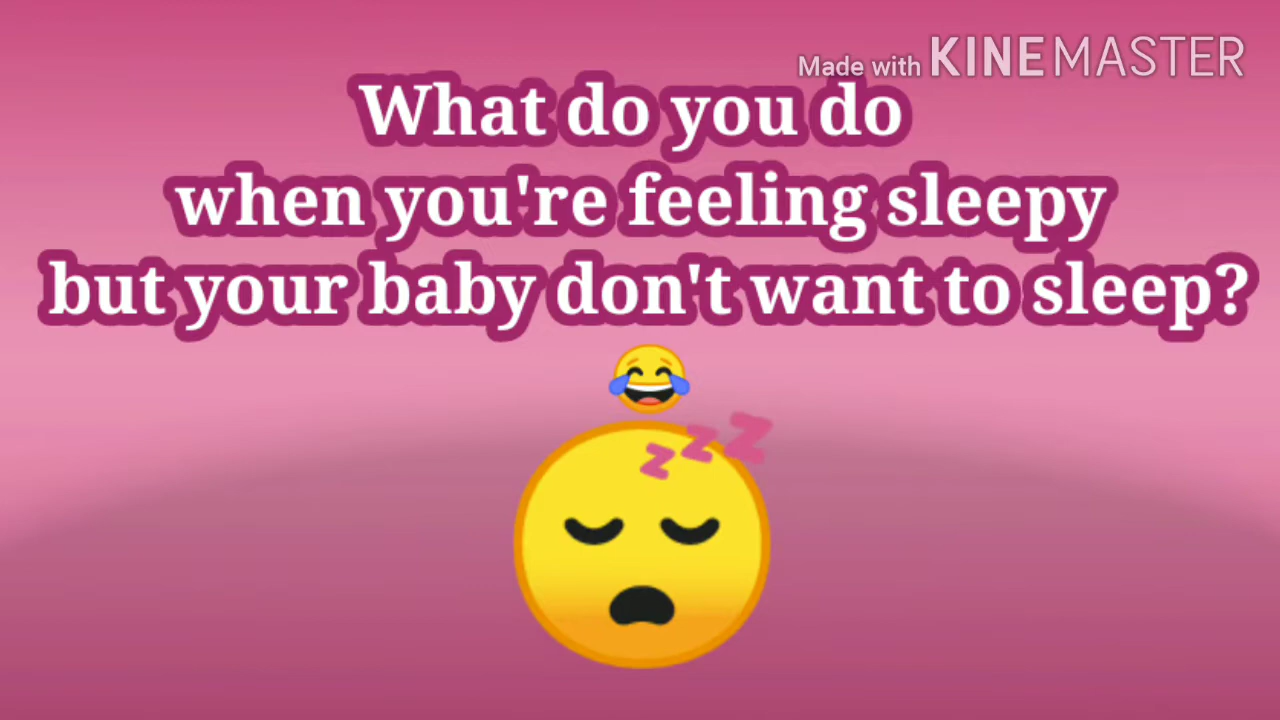 Made with KINEMASTER
What do you do
when you're feeling sleepy
but your baby don't want to sleep?
z z z